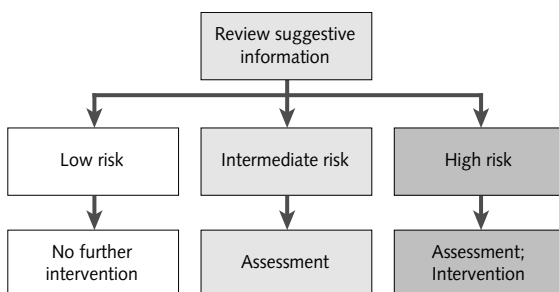 Review suggestive
information
Low risk
Intermediate risk
High risk
No further
intervention
Assessment
Assessment;
Intervention